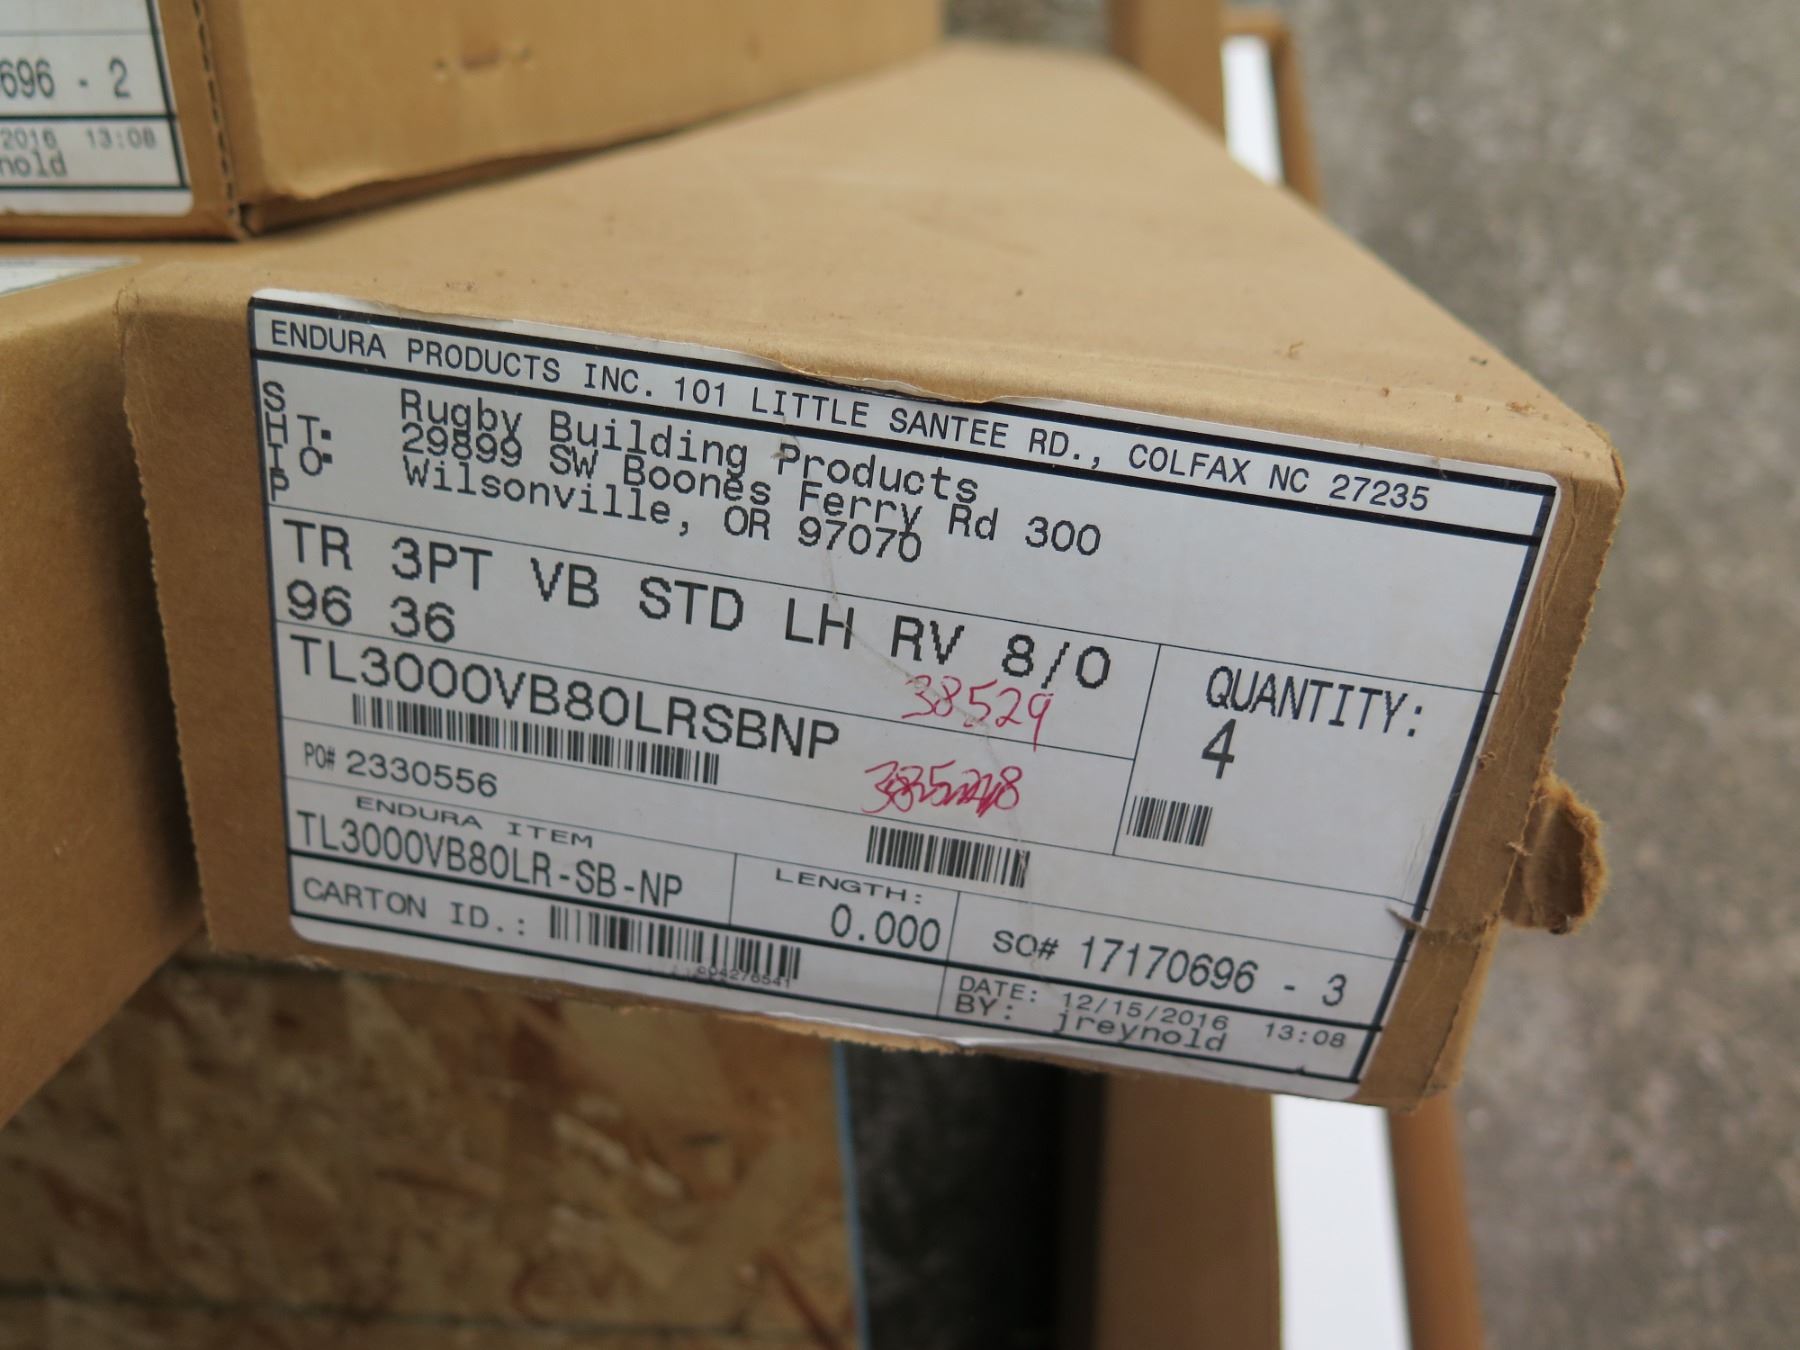 696 - 2
2016 13:08
nold
ENDURA PRODUCTS INC. 101 LITTLE SANTEE RD., COLFAX NC 27235
SHIP TO: Rugby Building Products
29899 SW Boones Ferry Rd 300
Wilsonville, OR 97070
TR 3PT VB STD LH RV 8/0
96 36
QUANTITY:
4
TL3000VB80LRSBNP
38529
PO# 2330556
ENDURA ITEM
TL3000VB80LR-SB-NP
LENGTH:
0.000
SO# 17170696 - 3
CARTON ID.:
DATE: 12/15/2016 13:08
BY: jreynold